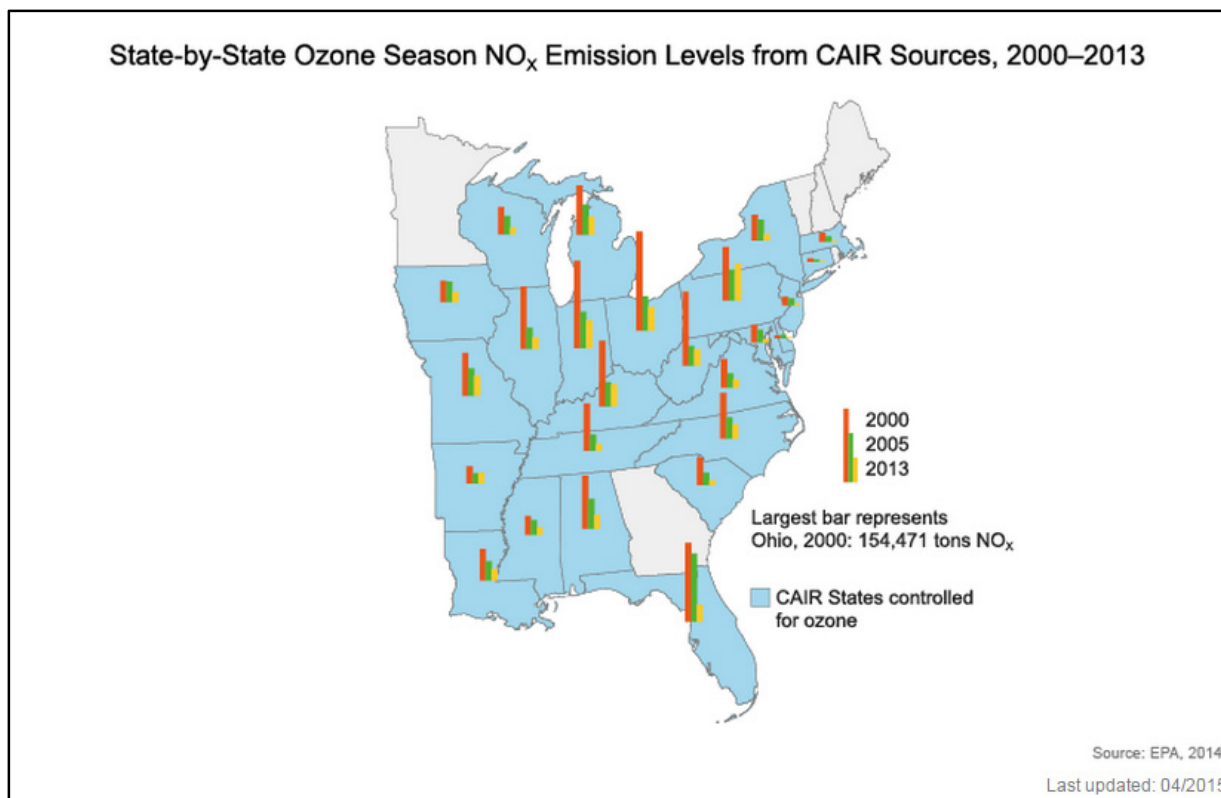 State-by-State Ozone Season NOₓ Emission Levels from CAIR Sources, 2000–2013
2000
2005
2013
Largest bar represents
Ohio, 2000: 154,471 tons NOₓ
CAIR States controlled
for ozone
Source: EPA, 2014
Last updated: 04/2015